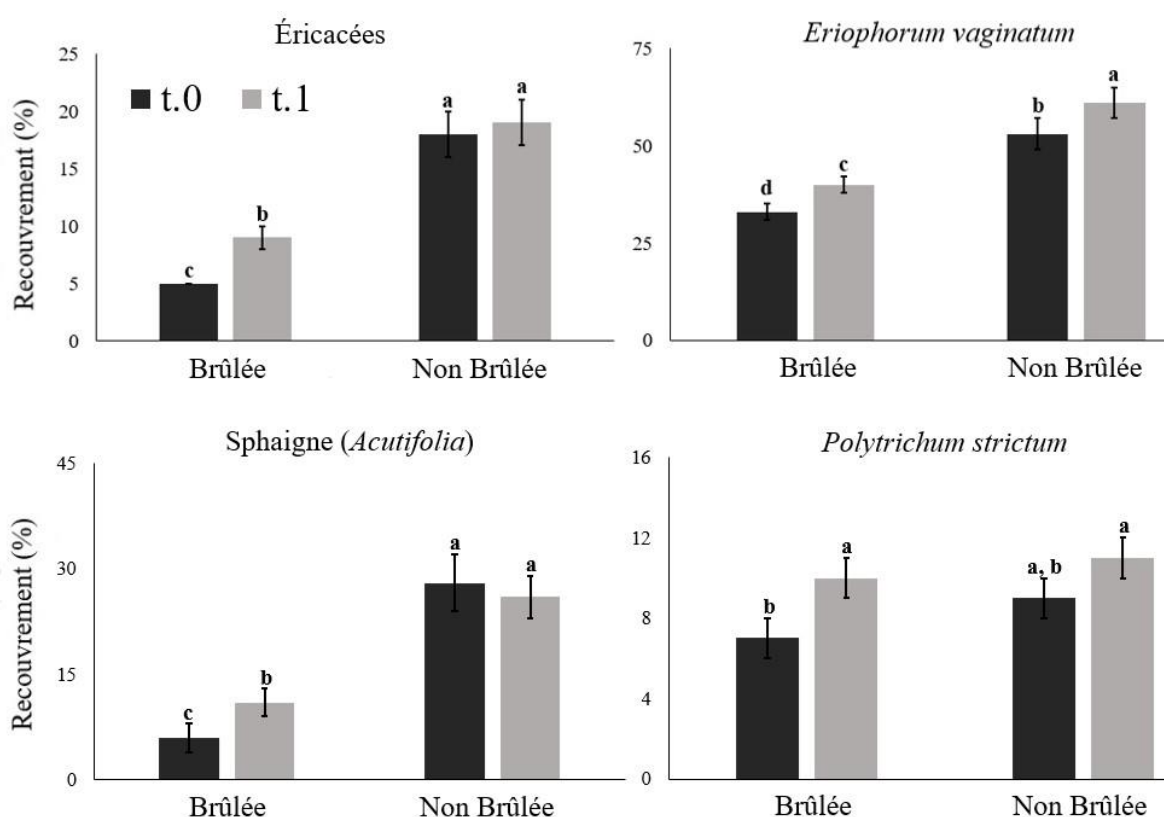 Éricacées
Recouvrement (%)
25
20
15
10
5
0
t.0 t.1
c
b
a
a
Brûlée
Non Brûlée
Eriophorum vaginatum
75
50
25
0
d
c
b
a
Brûlée
Non Brûlée
Sphaigne (Acutifolia)
Recouvrement (%)
45
30
15
0
c
b
a
a
Brûlée
Non Brûlée
Polytrichum strictum
16
12
8
4
0
b
a
a, b
a
Brûlée
Non Brûlée